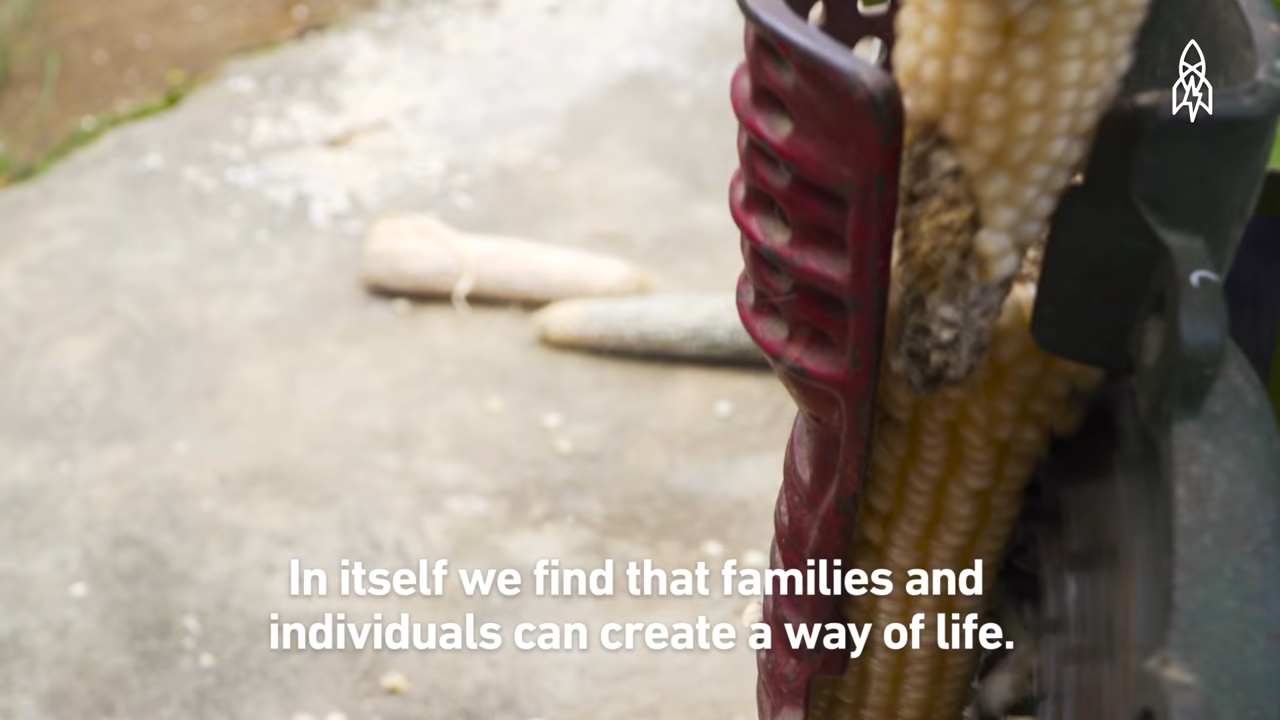 In itself we find that families and
individuals can create a way of life.